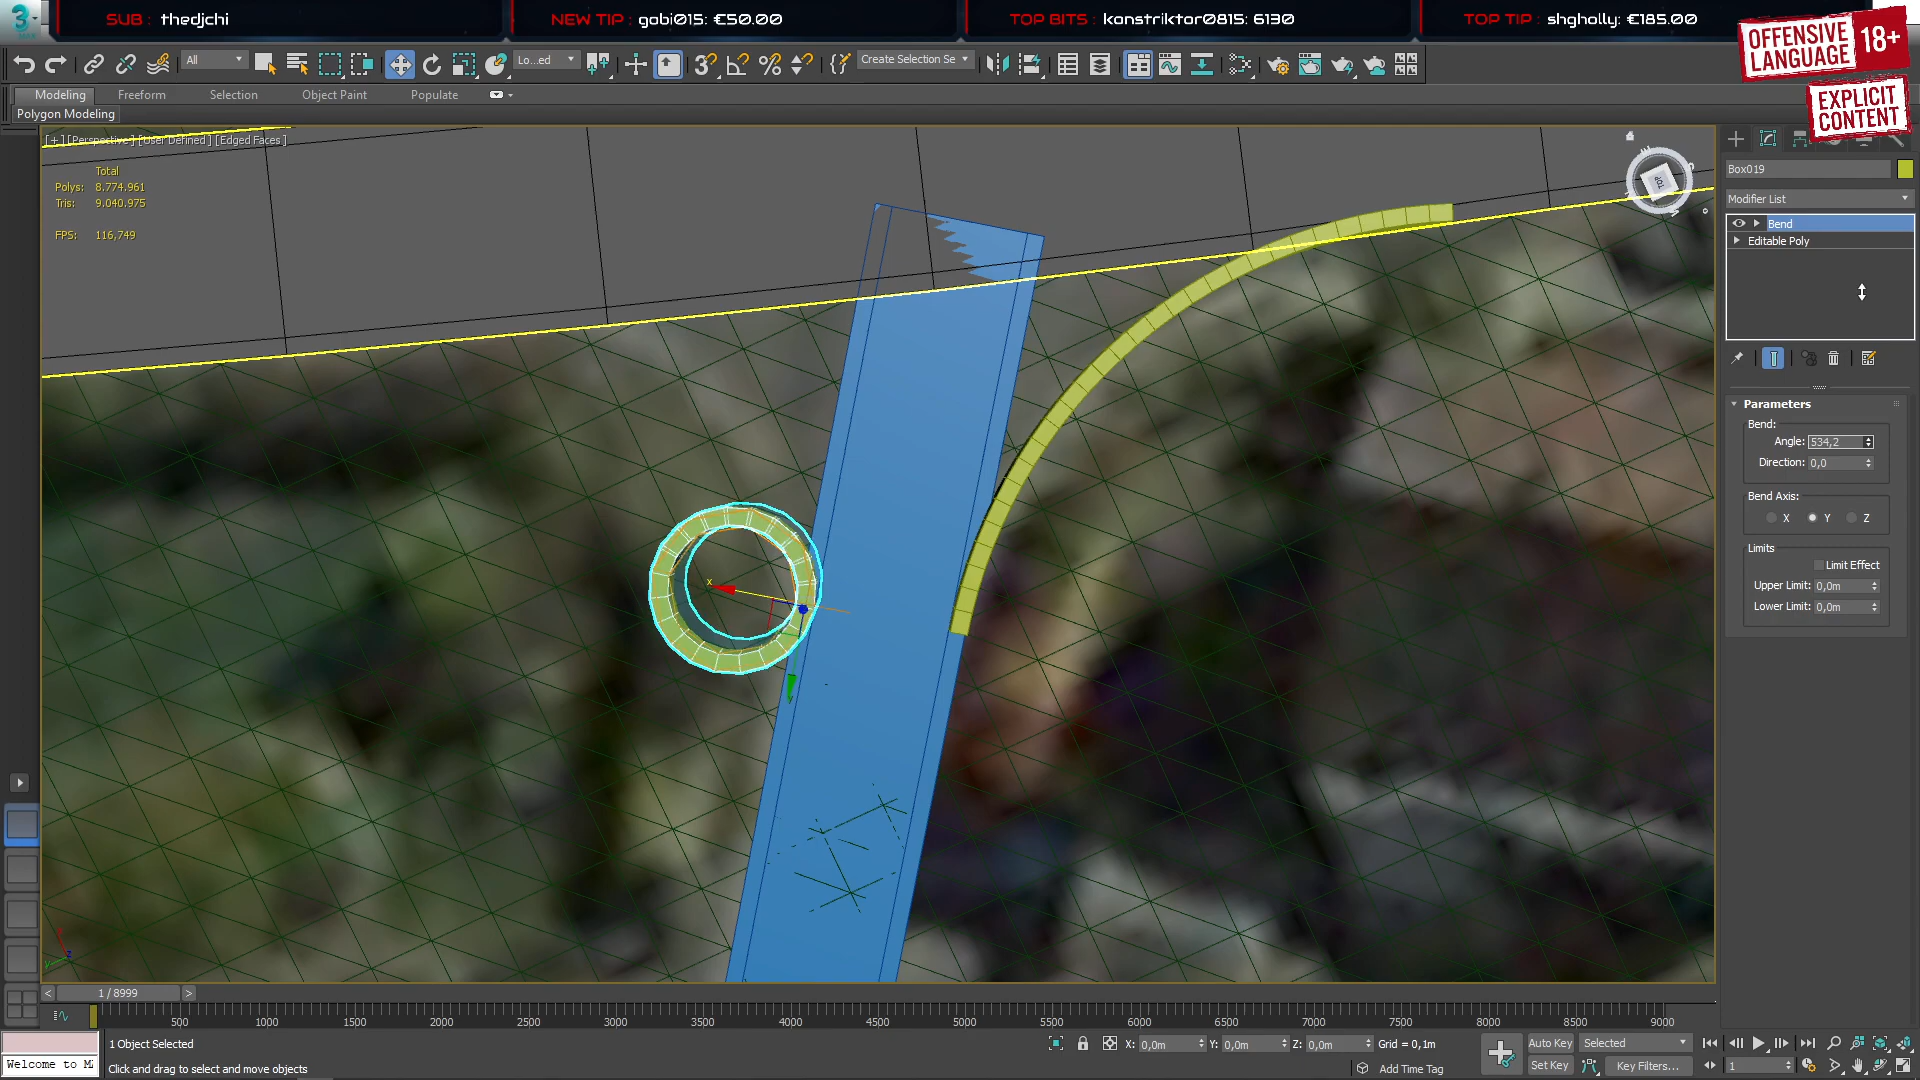 SUB : thedjchi
NEW TIP : gabi015: €50.00
TOP BITS : konstriktor0815: 6130
TOP TIP : shgholly: €185.00
OFFENSIVE LANGUAGE 18+
EXPLICIT CONTENT
All
Lo...ed
Create Selection Se
Modeling
Freeform
Selection
Object Paint
Populate
Polygon Modeling
[+] [Perspective] [User Defined] [Edged Faces]
Total
Polys: 8.774.961
Tris: 9.040.975
FPS: 116,749
TOP
x
Box019
Modifier List
Bend
Editable Poly
Parameters
Bend:
Angle: 534,2
Direction: 0,0
Bend Axis:
X Y Z
Limits
Limit Effect
Upper Limit: 0,0m
Lower Limit: 0,0m
< 1 / 8999 >
500 1000 1500 2000 2500 3000 3500 4000 4500 5000 5500 6000 6500 7000 7500 8000 8500 9000
1 Object Selected
X: 0,0m Y: 0,0m Z: 0,0m Grid = 0,1m
Auto Key
Selected
Welcome to M
Click and drag to select and move objects
Add Time Tag
Set Key
Key Filters...
1